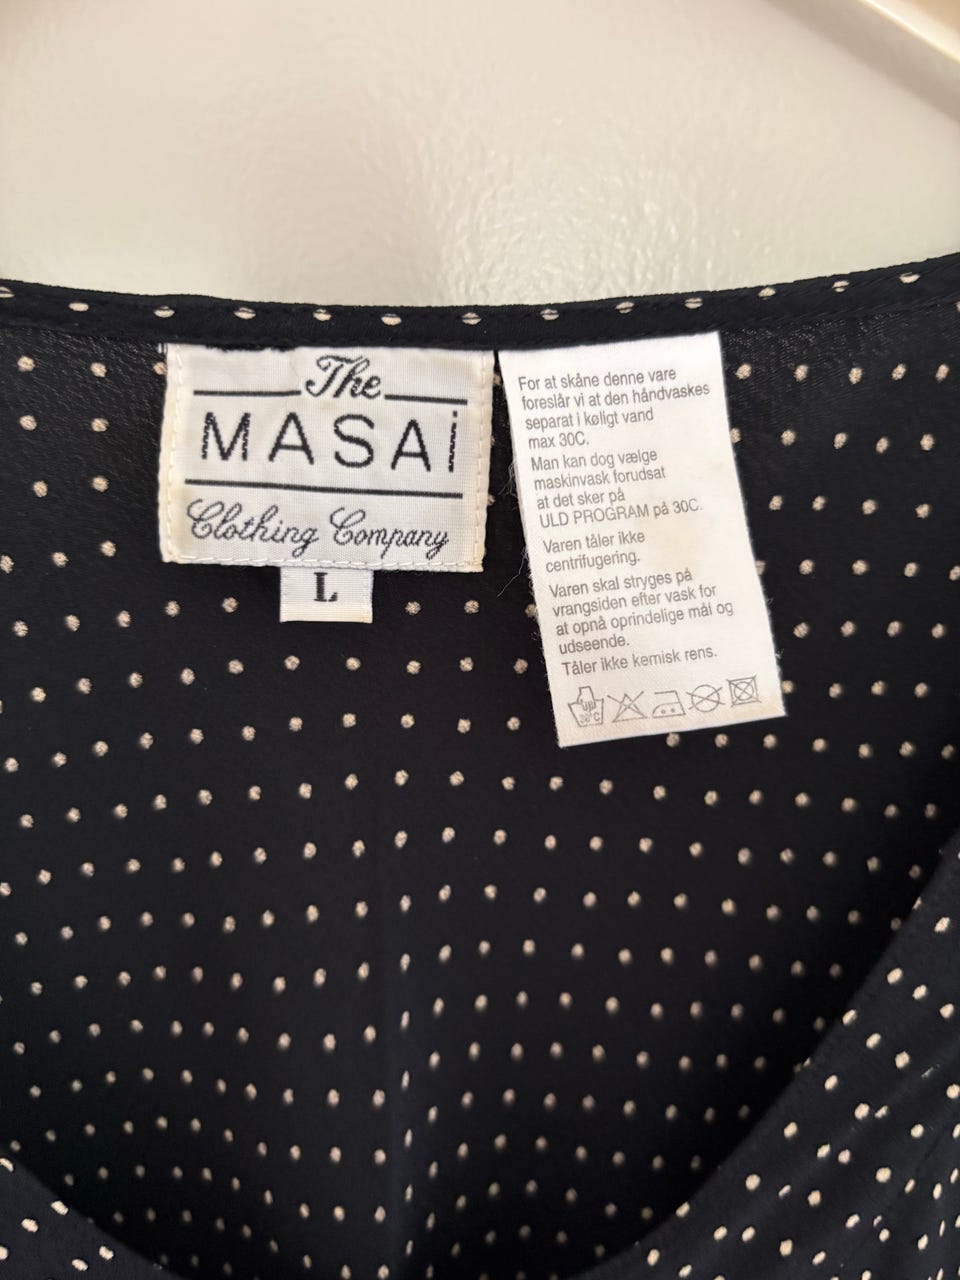 The
MASAi
Clothing Company
L
For at skåne denne vare
foreslår vi at den håndvaskes
separat i køligt vand
max 30C.
Man kan dog vælge
maskinvask forudsat
at det sker på
ULD PROGRAM på 30C.
Varen tåler ikke
centrifugering.
Varen skal stryges på
vrangsiden efter vask for
at opnå oprindelige mål og
udseende.
Tåler ikke kemisk rens.
30°C